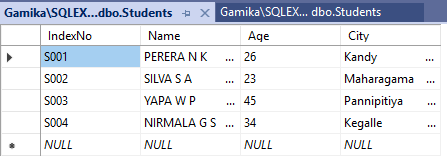 Gamika\SQLEX...dbo.Students Gamika\SQLEX... dbo.Students
IndexNo Name Age City
S001 PERERA N K ... 26 Kandy ...
S002 SILVA S A ... 23 Maharagama ...
S003 YAPA W P ... 45 Pannipitiya ...
S004 NIRMALA G S ... 34 Kegalle ...
NULL NULL NULL NULL